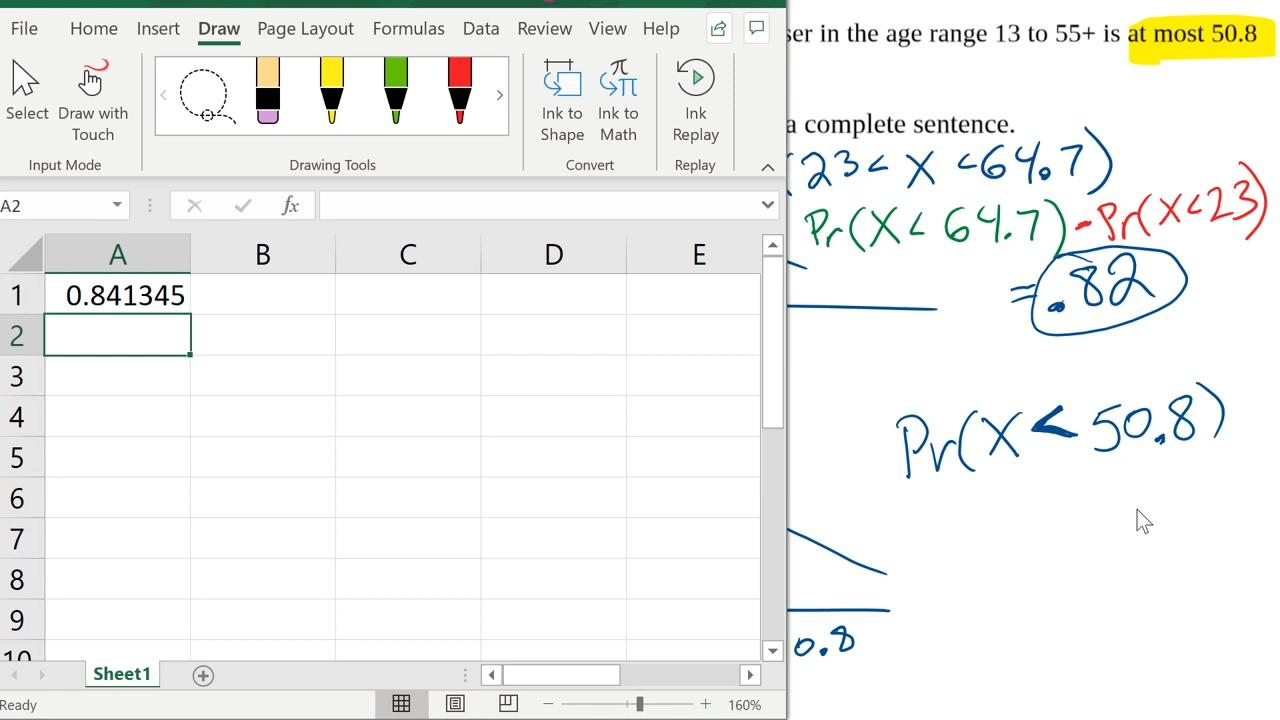 File Home Insert Draw Page Layout Formulas Data Review View Help
Select
Draw with
Touch
Ink to
Shape
Ink to
Math
Ink
Replay
Input Mode Drawing Tools Convert Replay
A2 fx
A B C D E
1 0.841345
2
3
4
5
6
7
8
9
10
Sheet1
Ready 160%
ser in the age range 13 to 55+ is at most 50.8
a complete sentence.
(23 < X < 64.7)
Pr(X < 64.7) - Pr(X < 23)
= .82
Pr(X < 50.8)
0.8